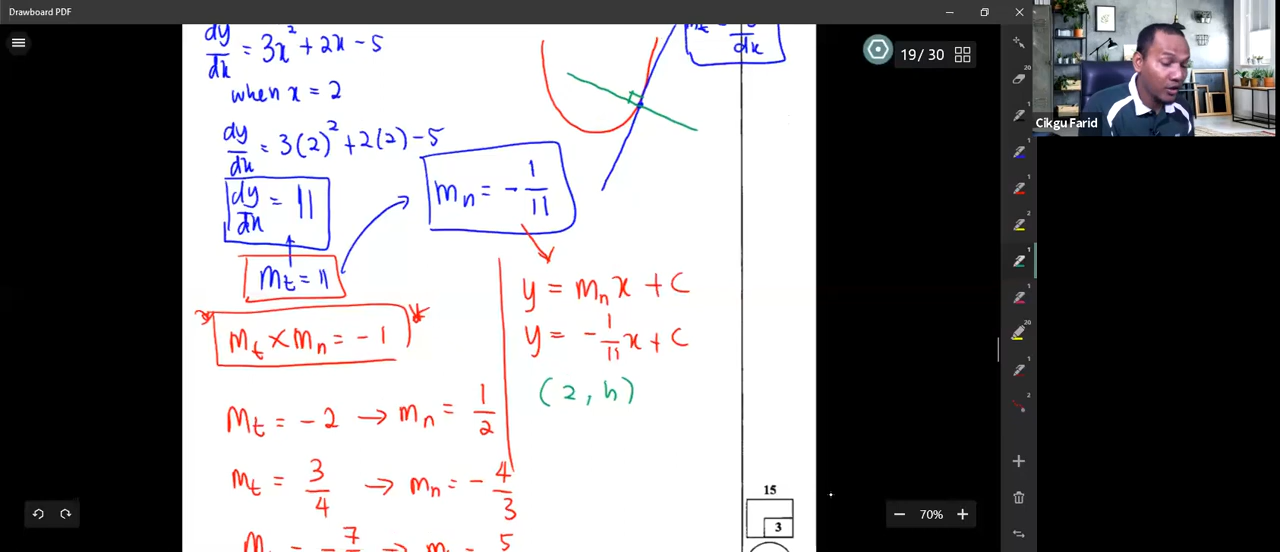 Drawboard PDF
19 / 30
Cikgu Farid
dy/dx = 3x² + 2x - 5
when x = 2
dy/dx = 3(2)² + 2(2) - 5
dy/dx = 11
mₜ = 11
mₙ = - 1/11
mₜ × mₙ = -1
mₜ = -2 → mₙ = 1/2
mₜ = 3/4 → mₙ = - 4/3
y = mₙx + c
y = - 1/11 x + c
(2, h)
15
3
70%